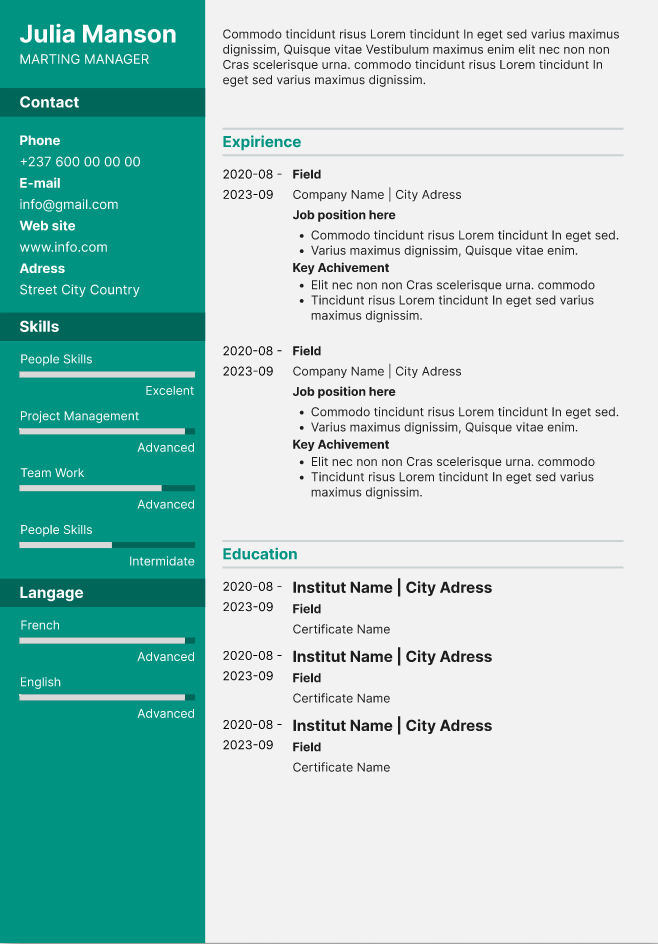 Julia Manson
MARTING MANAGER
Contact
Phone
+237 600 00 00 00
E-mail
info@gmail.com
Web site
www.info.com
Adress
Street City Country
Skills
People Skills
Excelent
Project Management
Advanced
Team Work
Advanced
People Skills
Intermidate
Langage
French
Advanced
English
Advanced
Commodo tincidunt risus Lorem tincidunt In eget sed varius maximus
dignissim, Quisque vitae Vestibulum maximus enim elit nec non non
Cras scelerisque urna. commodo tincidunt risus Lorem tincidunt In
eget sed varius maximus dignissim.
Expirience
2020-08 - Field
2023-09 Company Name | City Adress
Job position here
• Commodo tincidunt risus Lorem tincidunt In eget sed.
• Varius maximus dignissim, Quisque vitae enim.
Key Achivement
• Elit nec non non Cras scelerisque urna. commodo
• Tincidunt risus Lorem tincidunt In eget sed varius
maximus dignissim.
2020-08 - Field
2023-09 Company Name | City Adress
Job position here
• Commodo tincidunt risus Lorem tincidunt In eget sed.
• Varius maximus dignissim, Quisque vitae enim.
Key Achivement
• Elit nec non non Cras scelerisque urna. commodo
• Tincidunt risus Lorem tincidunt In eget sed varius
maximus dignissim.
Education
2020-08 - Institut Name | City Adress
2023-09 Field
Certificate Name
2020-08 - Institut Name | City Adress
2023-09 Field
Certificate Name
2020-08 - Institut Name | City Adress
2023-09 Field
Certificate Name